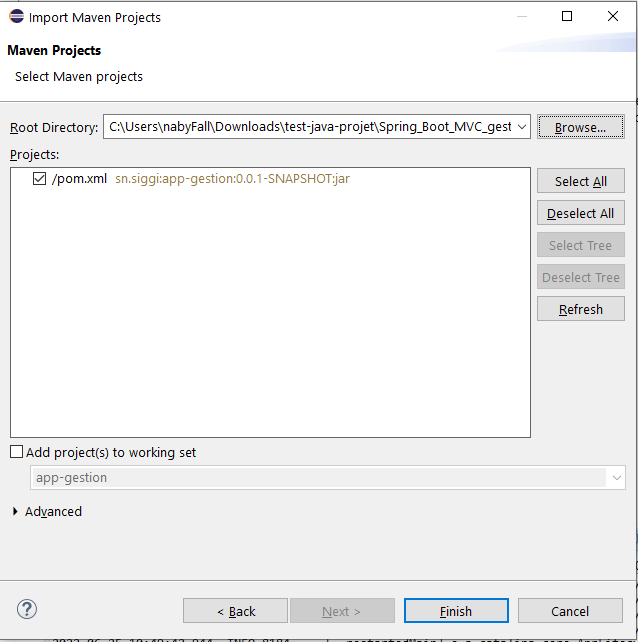 Import Maven Projects
Maven Projects
Select Maven projects
Root Directory: C:\Users\nabyFall\Downloads\test-java-projet\Spring_Boot_MVC_gest Browse...
Projects:
/pom.xml sn.siggi:app-gestion:0.0.1-SNAPSHOT:jar
Select All
Deselect All
Select Tree
Deselect Tree
Refresh
Add project(s) to working set
app-gestion
Advanced
? < Back Next > Finish Cancel